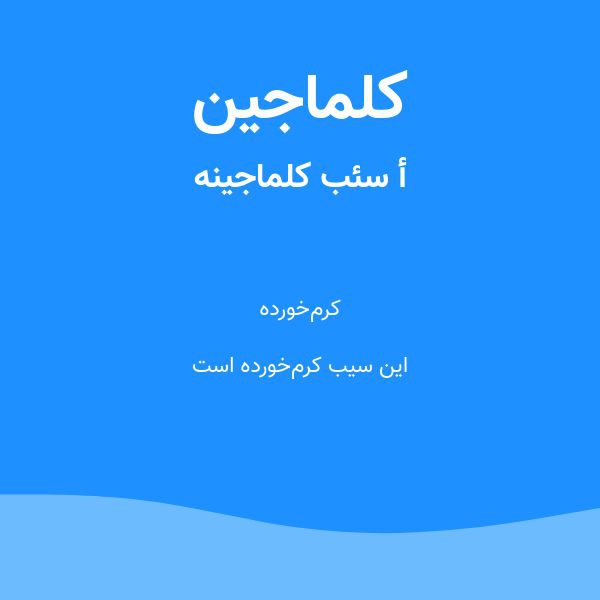 کلماجین
أ سئب کلماجینه
کرم‌خورده
این سیب کرم‌خورده است